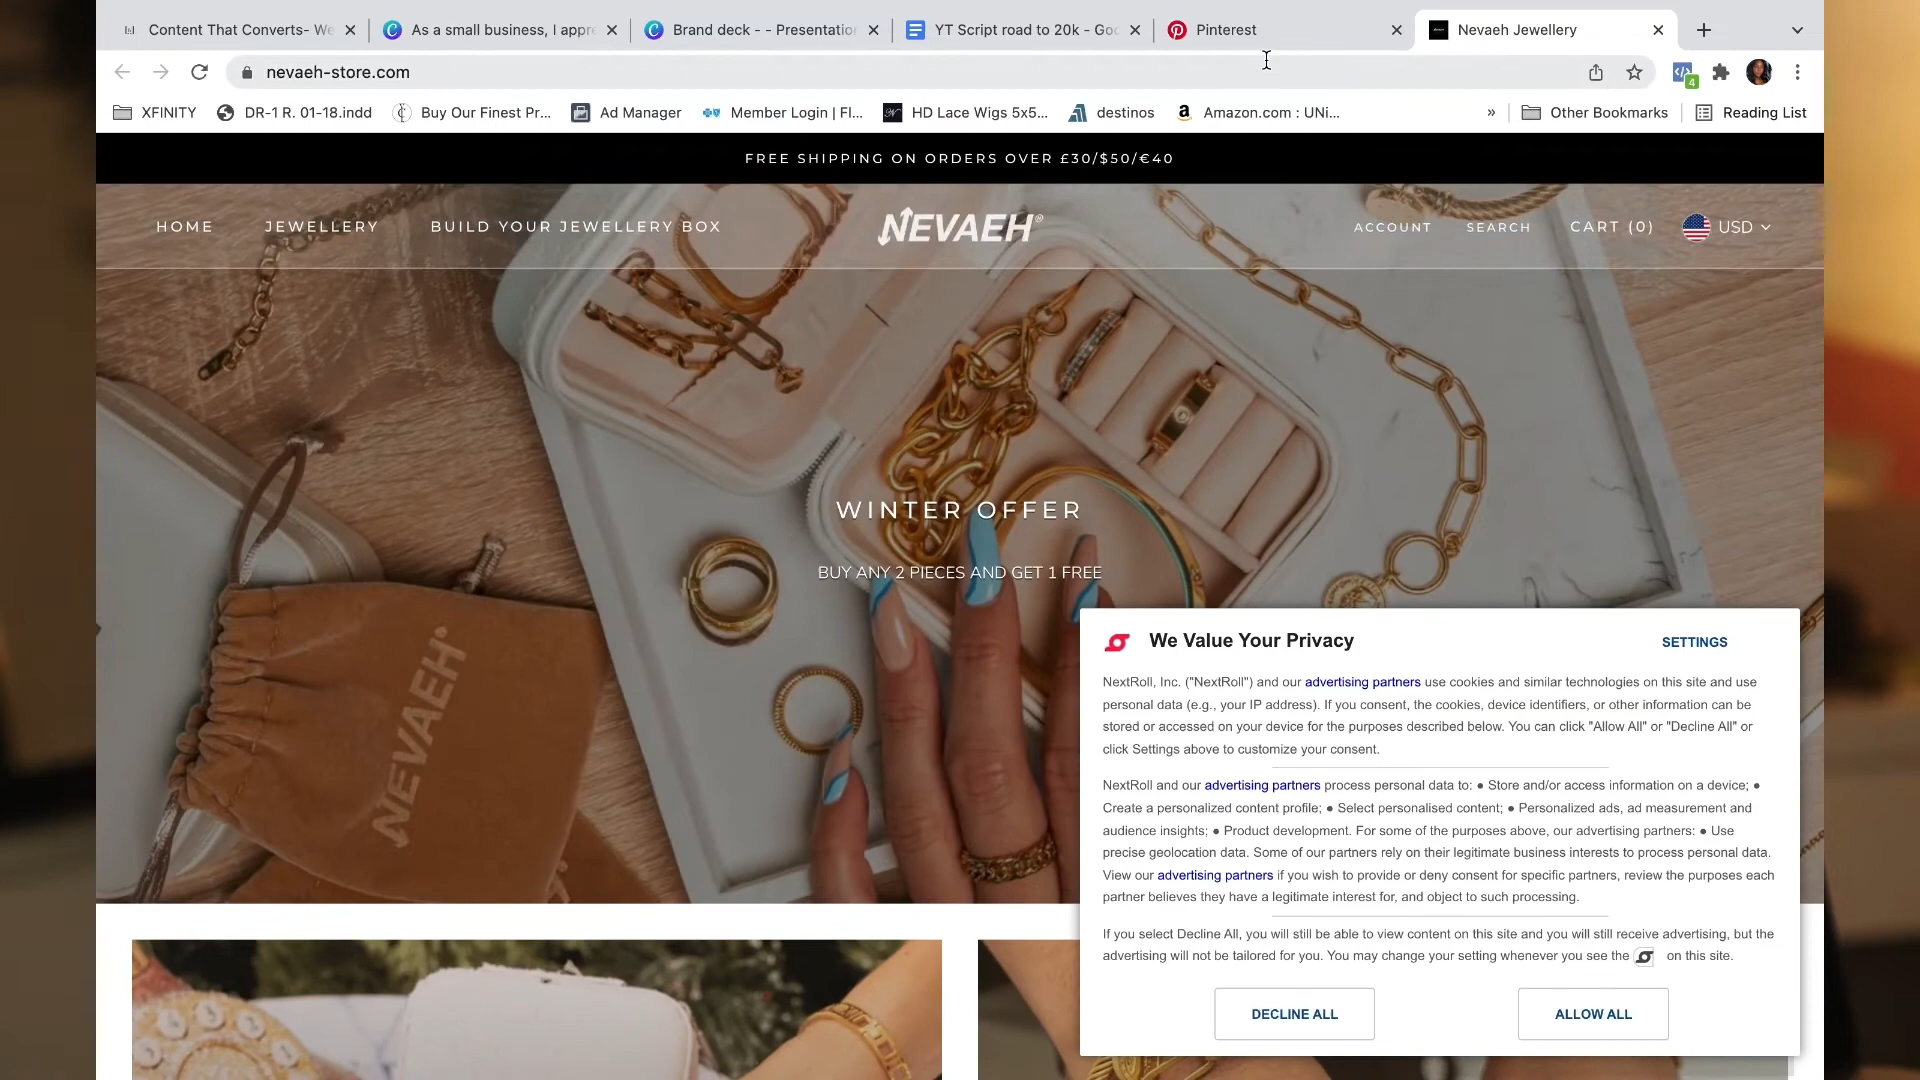 Content That Converts- We
As a small business, I appre
Brand deck - - Presentation
YT Script road to 20k - Goo
Pinterest
Nevaeh Jewellery
nevaeh-store.com
4
XFINITY
DR-1 R. 01-18.indd
Buy Our Finest Pr...
Ad Manager
Member Login | Fl...
HD Lace Wigs 5x5...
destinos
Amazon.com : UNi...
»
Other Bookmarks
Reading List
FREE SHIPPING ON ORDERS OVER £30/$50/€40
HOME
JEWELLERY
BUILD YOUR JEWELLERY BOX
NEVAEH®
ACCOUNT
SEARCH
CART (0)
USD
WINTER OFFER
BUY ANY 2 PIECES AND GET 1 FREE
NEVAEH®
We Value Your Privacy
SETTINGS
NextRoll, Inc. ("NextRoll") and our advertising partners use cookies and similar technologies on this site and use
personal data (e.g., your IP address). If you consent, the cookies, device identifiers, or other information can be
stored or accessed on your device for the purposes described below. You can click "Allow All" or "Decline All" or
click Settings above to customize your consent.
NextRoll and our advertising partners process personal data to: ● Store and/or access information on a device; ●
Create a personalized content profile; ● Select personalised content; ● Personalized ads, ad measurement and
audience insights; ● Product development. For some of the purposes above, our advertising partners: ● Use
precise geolocation data. Some of our partners rely on their legitimate business interests to process personal data.
View our advertising partners if you wish to provide or deny consent for specific partners, review the purposes each
partner believes they have a legitimate interest for, and object to such processing.
If you select Decline All, you will still be able to view content on this site and you will still receive advertising, but the
advertising will not be tailored for you. You may change your setting whenever you see the on this site.
DECLINE ALL
ALLOW ALL